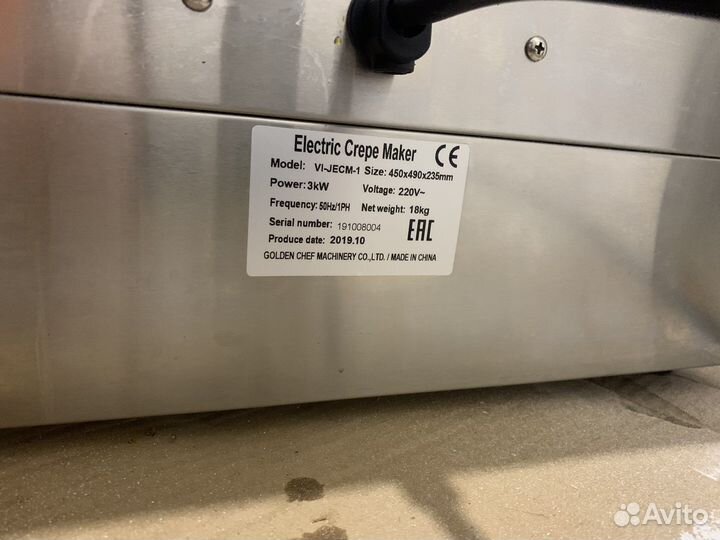 Electric Crepe Maker CE
Model: VI-JECM-1 Size: 450x490x235mm
Power: 3kW Voltage: 220V~
Frequency: 50Hz/1PH Net weight: 18kg
Serial number: 191008004 EAC
Produce date: 2019.10
GOLDEN CHEF MACHINERY CO.,LTD. / MADE IN CHINA
Avito